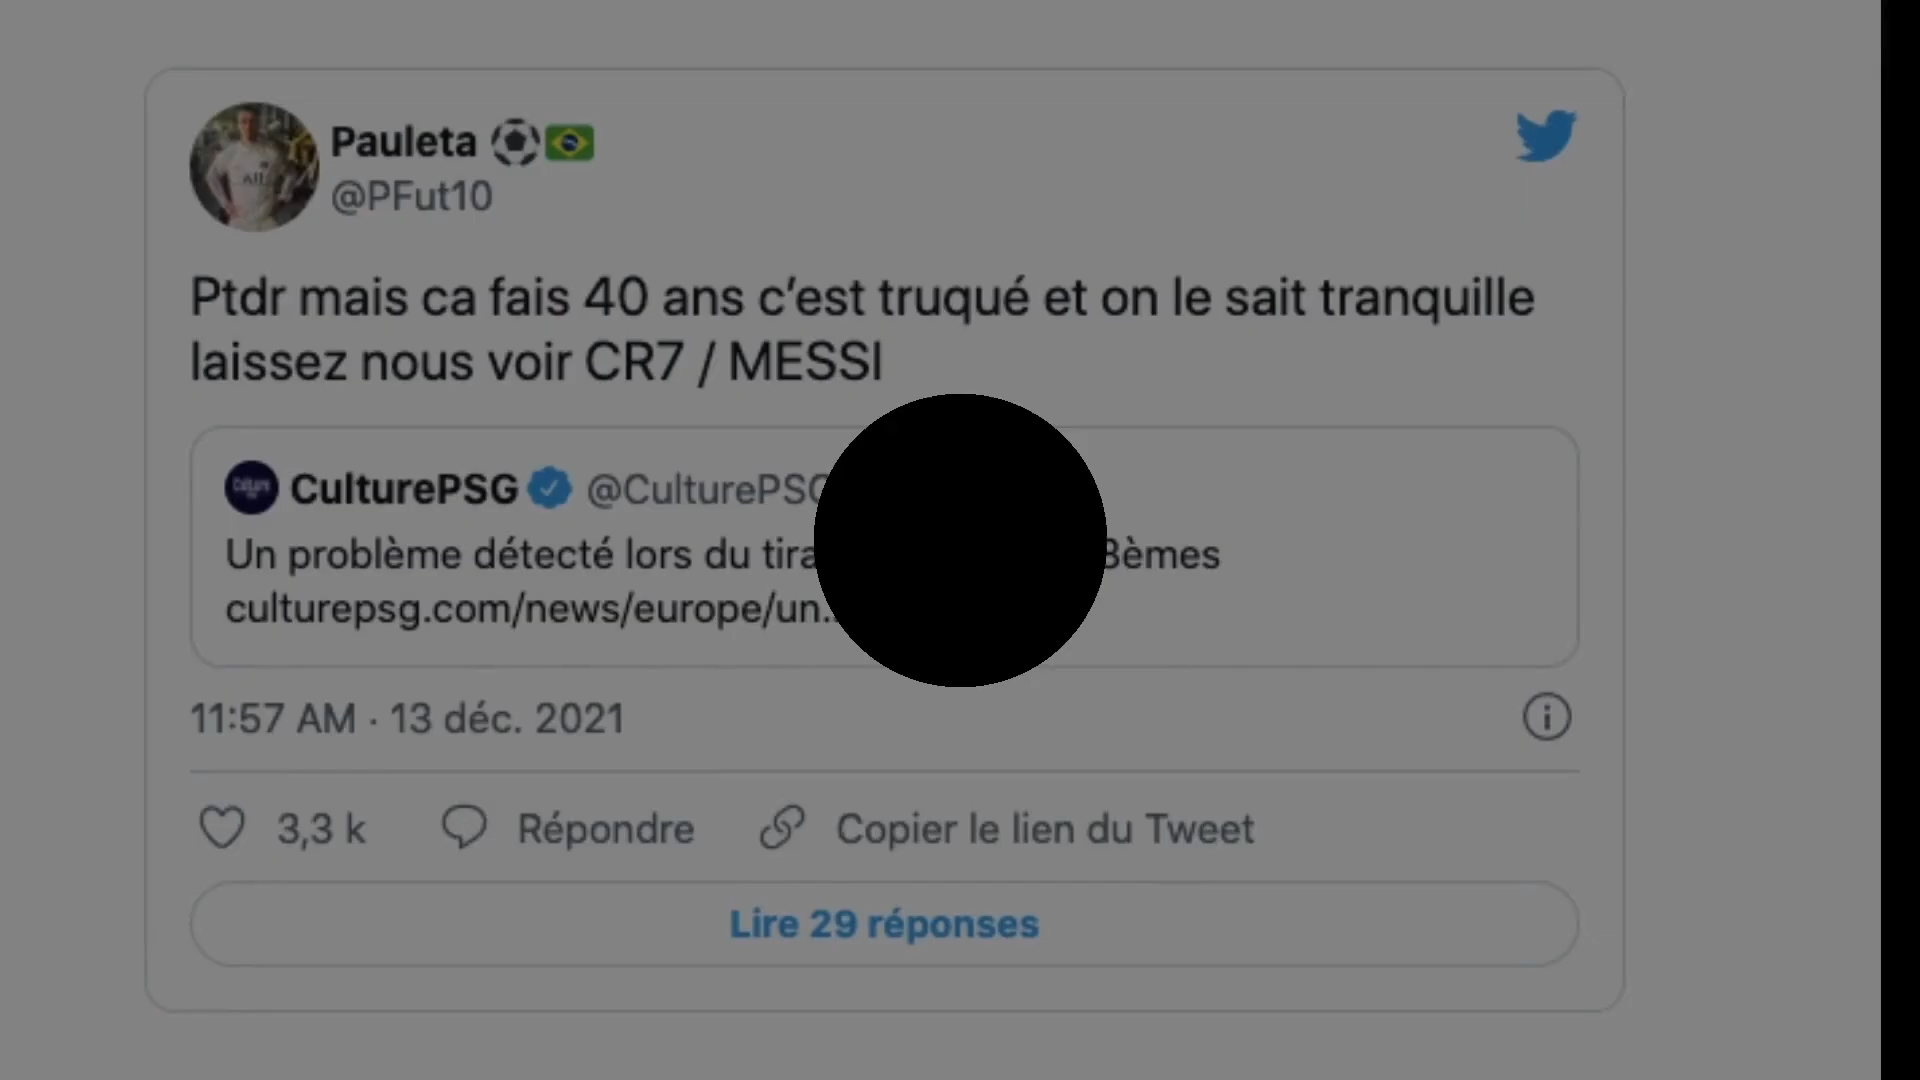 Pauleta ⚽🇧🇷
@PFut10
Ptdr mais ca fais 40 ans c’est truqué et on le sait tranquille
laissez nous voir CR7 / MESSI
CulturePSG @CulturePSG
Un problème détecté lors du 8èmes
culturepsg.com/news/europe/un…
11:57 AM · 13 déc. 2021
3,3 k Répondre Copier le lien du Tweet
Lire 29 réponses